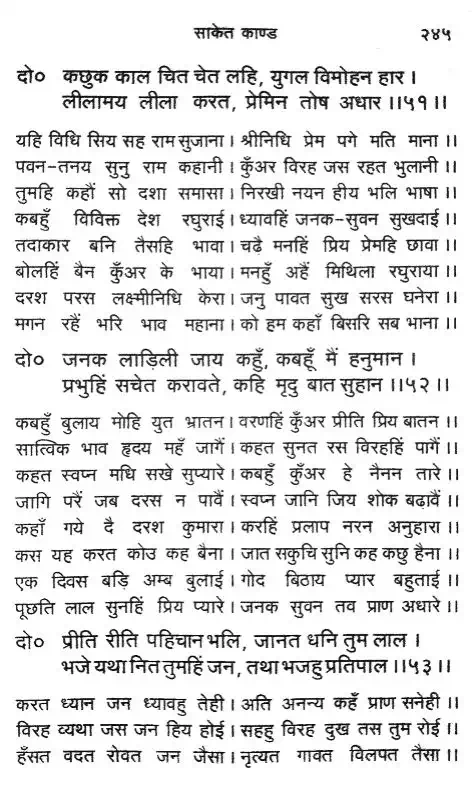 साकेत काण्ड २४५
दो० कछुक काल चित चेत लहि, युगल विमोहन हार ।
लीलामय लीला करत, प्रेमिन तोष अधार ।।५१ ।।
यहि विधि सिय सह राम सुजाना । श्रीनिधि प्रेम पगे मति माना ।।
पवन-तनय सुनु राम कहानी । कुँअर विरह जस रहत भुलानी ।।
तुमहि कहौं सो दशा समासा । निरखी नयन हीय भलि भाषा ।।
कबहुँ विविक्त देश रघुराई । ध्यावहिं जनक-सुवन सुखदाई ।।
तदाकार बनि तैसहि भावा । चढ़ै मनहिं प्रिय प्रेमहि छावा ।।
बोलहिं बैन कुँअर के भाया । मनहुँ अहैं मिथिला रघुराया ।।
दरश परस लक्ष्मीनिधि केरा । जनु पावत सुख सरस घनेरा ।।
मगन रहैं भरि भाव महाना । को हम कहाँ बिसरि सब भाना ।।
दो० जनक लाड़िली जाय कहुँ, कबहूँ मैं हनुमान ।
प्रभुहिं सचेत करावते, कहि मृदु बात सुहान ।।५२ ।।
कबहुँ बुलाय मोहि युत भ्रातन । वरणहिं कुँअर प्रीति प्रिय बातन ।।
सात्विक भाव हृदय महँ जागैं । कहत सुनत रस विरहहिं पागैं ।।
कहत स्वप्न मधि सखे सुप्यारे । कबहुँ कुँअर हे नैनन तारे ।।
जागि परैं जब दरस न पावैं । स्वप्न जानि जिय शोक बढ़ावैं ।।
कहाँ गये दै दरश कुमारा । करहिं प्रलाप नरन अनुहारा ।।
कस यह करत कोउ कह बैना । जात सकुचि सुनि कह कछु हैना ।।
एक दिवस बड़ि अम्ब बुलाई । गोद बिठाय प्यार बहुताई ।।
पूछति लाल सुनहिं प्रिय प्यारे । जनक सुवन तव प्राण अधारे ।।
दो० प्रीति रीति पहिचान भलि, जानत धनि तुम लाल ।
भजे यथा नित तुमहिं जन, तथा भजहु प्रतिपाल ।।५३ ।।
करत ध्यान जन ध्यावहु तेही । अति अनन्य कहँ प्राण सनेही ।।
विरह व्यथा जस जन हिय होई । सहहु विरह दुख तस तुम रोई ।।
हँसत वदत रोवत जन जैसा । नृत्यत गावत विलपत तैसा ।।